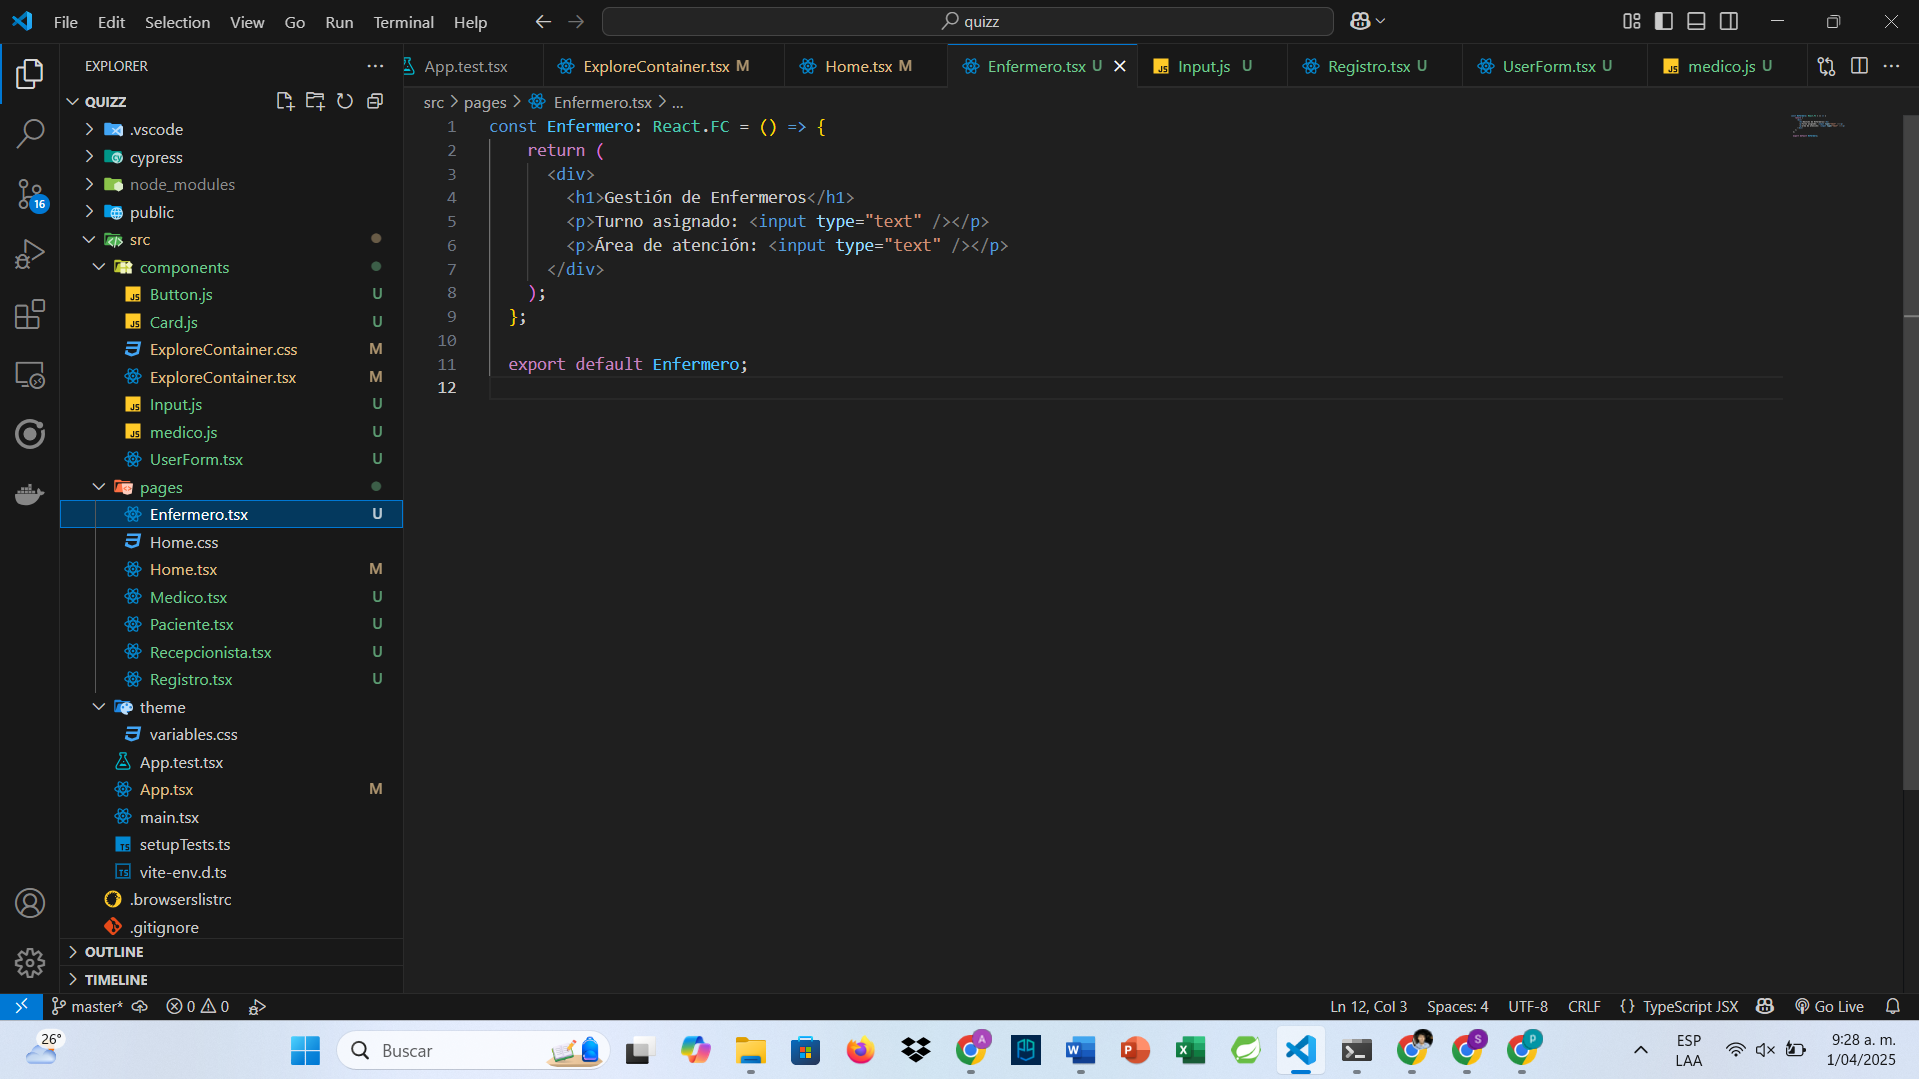 File Edit Selection View Go Run Terminal Help
quizz
EXPLORER
QUIZZ
.vscode
cypress
node_modules
public
src
components
Button.js U
Card.js U
ExploreContainer.css M
ExploreContainer.tsx M
Input.js U
medico.js U
UserForm.tsx U
pages
Enfermero.tsx U
Home.css
Home.tsx M
Medico.tsx U
Paciente.tsx U
Recepcionista.tsx U
Registro.tsx U
theme
variables.css
App.test.tsx
App.tsx M
main.tsx
setupTests.ts
vite-env.d.ts
.browserslistrc
.gitignore
OUTLINE
TIMELINE
16
App.test.tsx ExploreContainer.tsx M Home.tsx M Enfermero.tsx U Input.js U Registro.tsx U UserForm.tsx U medico.js U
src > pages > Enfermero.tsx > ...
1 const Enfermero: React.FC = () => {
2 return (
3 <div>
4 <h1>Gestión de Enfermeros</h1>
5 <p>Turno asignado: <input type="text" /></p>
6 <p>Área de atención: <input type="text" /></p>
7 </div>
8 );
9 };
10
11 export default Enfermero;
12
master* 0 0 Ln 12, Col 3 Spaces: 4 UTF-8 CRLF {} TypeScript JSX Go Live
26° Buscar ESP 9:28 a. m.
LAA 1/04/2025